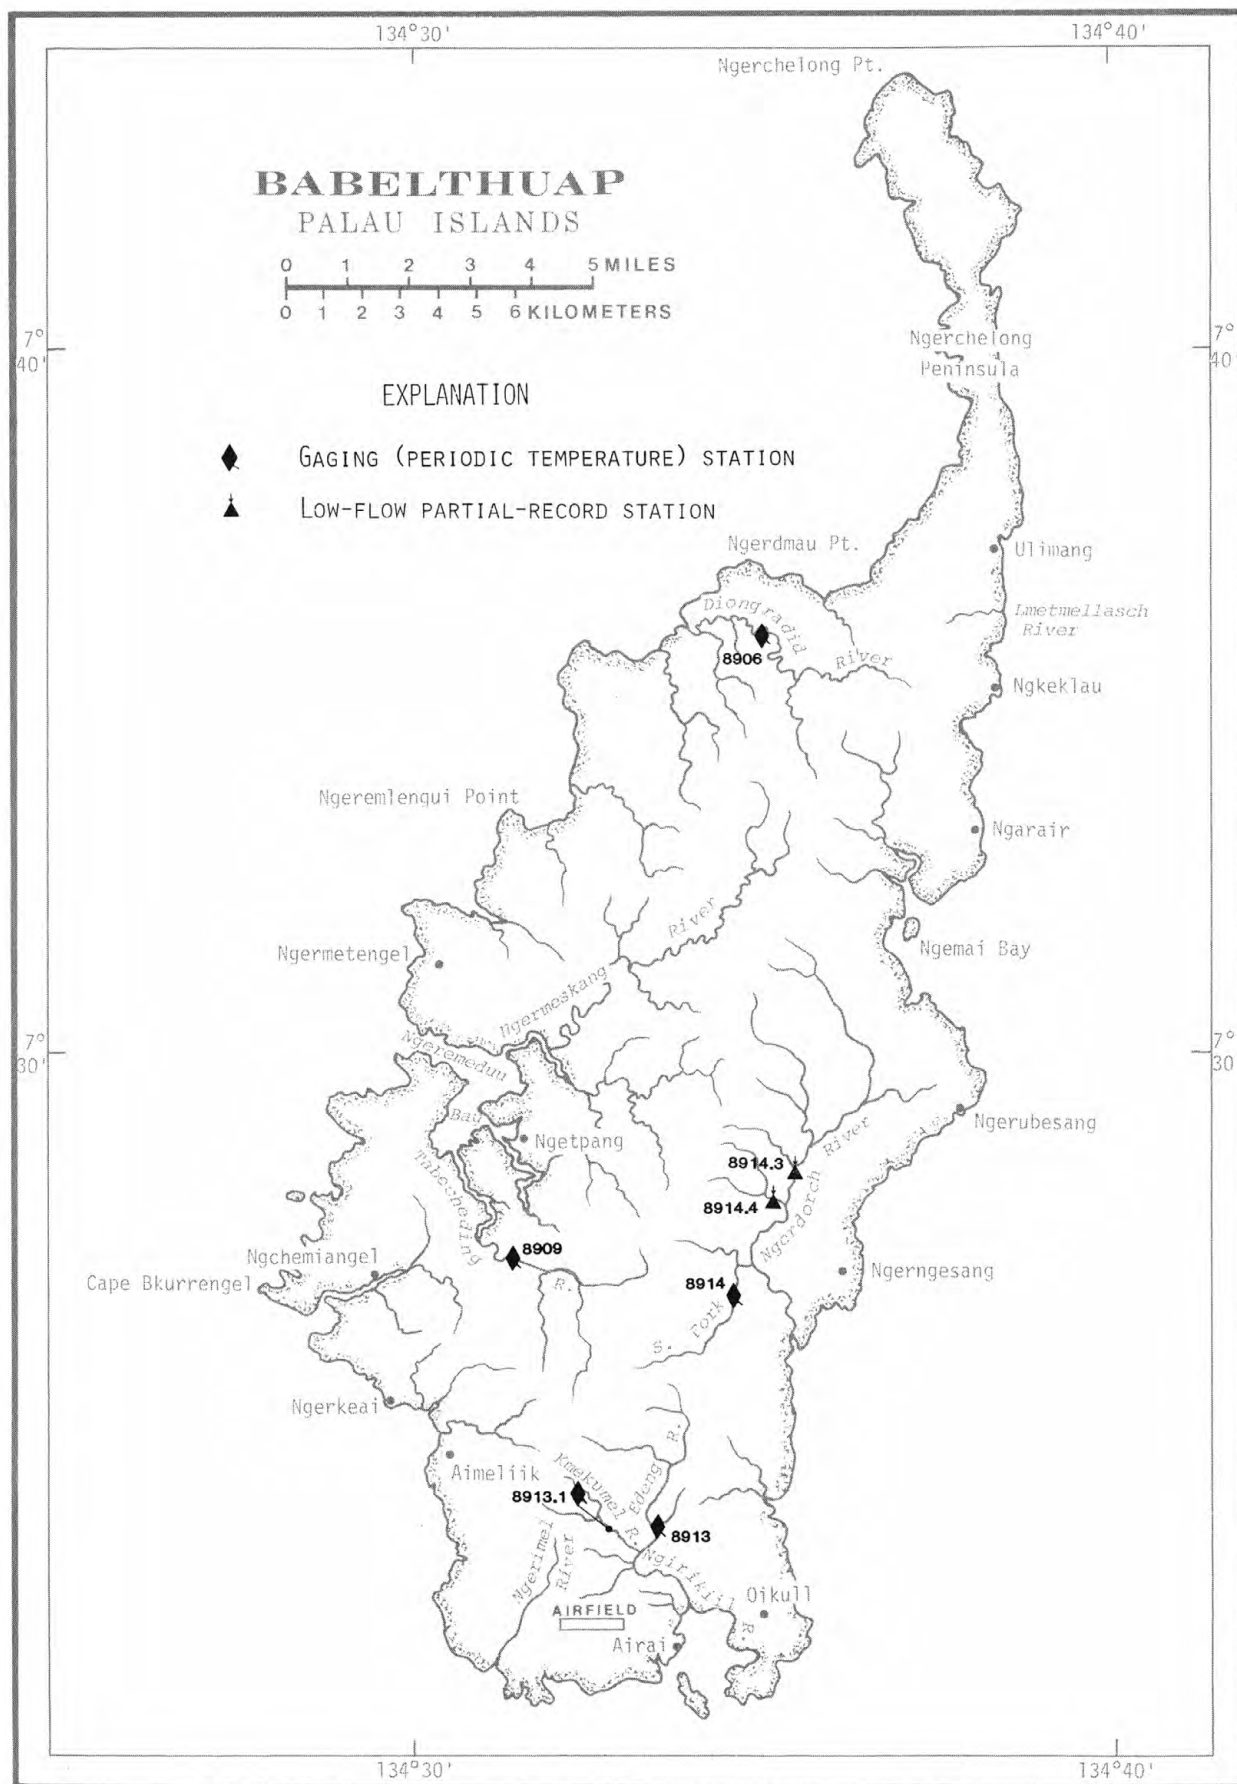 134°30' 134°40'
Ngerchelong Pt.
BABELTHUAP
PALAU ISLANDS
0 1 2 3 4 5 MILES
0 1 2 3 4 5 6 KILOMETERS
7° 7°
40' 40'
Ngerchelong
Peninsula
EXPLANATION
GAGING (PERIODIC TEMPERATURE) STATION
LOW-FLOW PARTIAL-RECORD STATION
Ngerdmau Pt.
Ulimang
Diongradid
River
Lmetmellasch
River
8906
Ngkeklau
Ngeremlengui Point
Ngarair
River
Ngermetengel
Ngemai Bay
Ngermeskang
7° 7°
30' 30'
Ngeremeduu
Bay
Ngerubesang
Ngetpang
River
8914.3
Tabecheding
8914.4
Ngerdorch
8909
Ngchemiangel
Cape Bkurrengel
R.
Ngerngesang
8914
S. Fork
Ngerkeai
R.
Aimeliik
Kmekumel R.
Edeng
8913.1
8913
Ngerimel
River
Ngirikiil
R.
Oikull
AIRFIELD
Airai
134°30' 134°40'